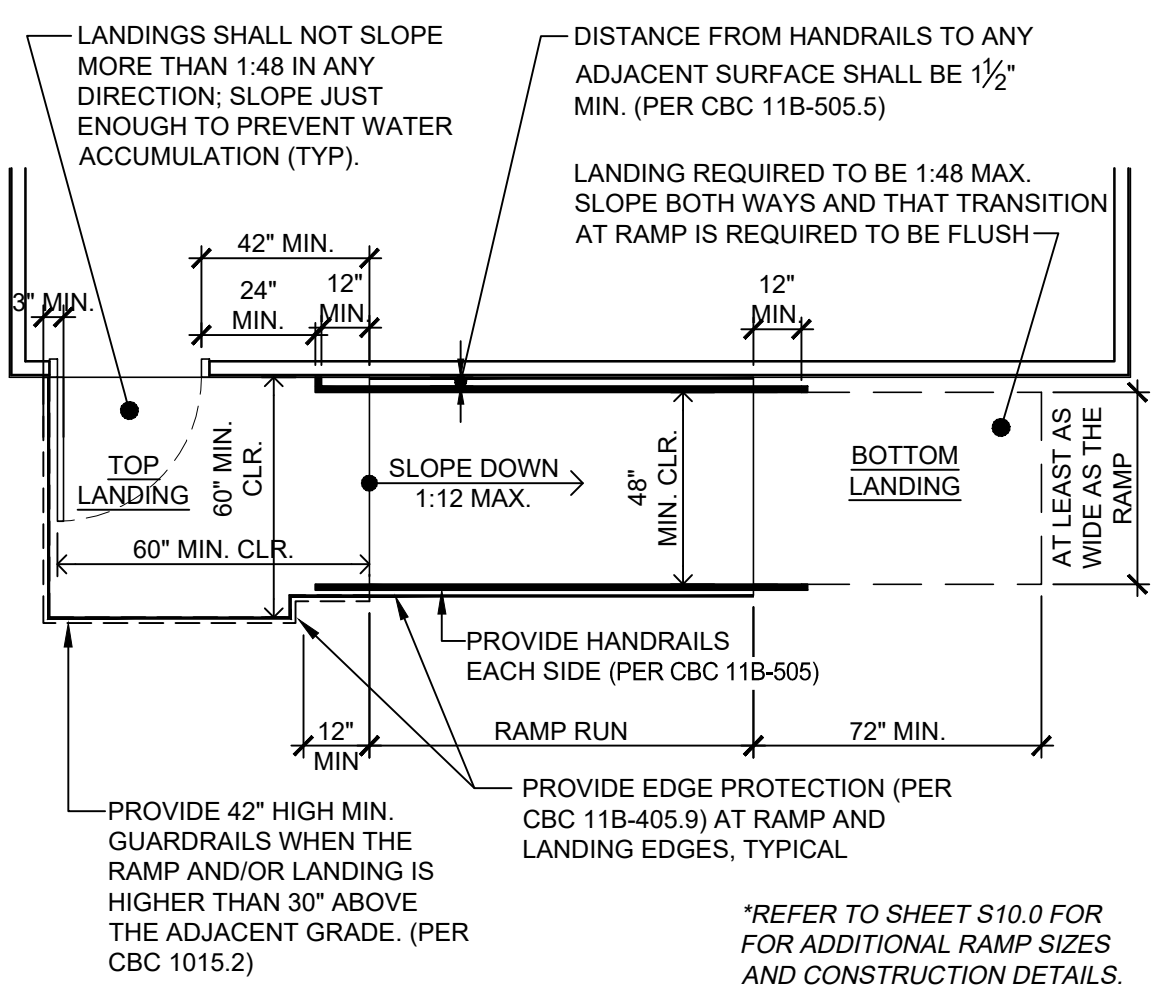 LANDINGS SHALL NOT SLOPE
MORE THAN 1:48 IN ANY
DIRECTION; SLOPE JUST
ENOUGH TO PREVENT WATER
ACCUMULATION (TYP).
DISTANCE FROM HANDRAILS TO ANY
ADJACENT SURFACE SHALL BE 1½"
MIN. (PER CBC 11B-505.5)
LANDING REQUIRED TO BE 1:48 MAX.
SLOPE BOTH WAYS AND THAT TRANSITION
AT RAMP IS REQUIRED TO BE FLUSH
42" MIN.
3" MIN.
24"
MIN.
12"
MIN.
12"
MIN.
TOP
LANDING
60" MIN.
CLR.
60" MIN. CLR.
SLOPE DOWN
1:12 MAX.
48"
MIN. CLR.
BOTTOM
LANDING
AT LEAST AS
WIDE AS THE
RAMP
PROVIDE HANDRAILS
EACH SIDE (PER CBC 11B-505)
12"
MIN
RAMP RUN
72" MIN.
PROVIDE 42" HIGH MIN.
GUARDRAILS WHEN THE
RAMP AND/OR LANDING IS
HIGHER THAN 30" ABOVE
THE ADJACENT GRADE. (PER
CBC 1015.2)
PROVIDE EDGE PROTECTION (PER
CBC 11B-405.9) AT RAMP AND
LANDING EDGES, TYPICAL
*REFER TO SHEET S10.0 FOR
FOR ADDITIONAL RAMP SIZES
AND CONSTRUCTION DETAILS.